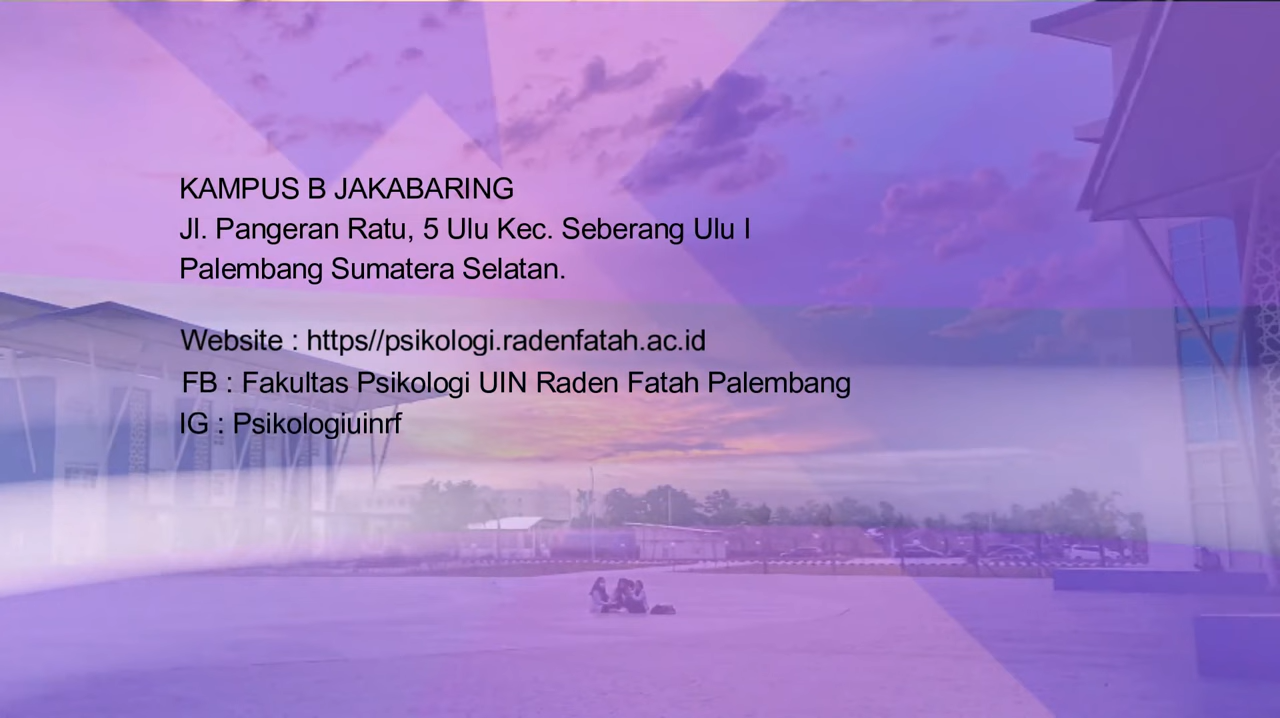 KAMPUS B JAKABARING
Jl. Pangeran Ratu, 5 Ulu Kec. Seberang Ulu I
Palembang Sumatera Selatan.
Website : https//psikologi.radenfatah.ac.id
FB : Fakultas Psikologi UIN Raden Fatah Palembang
IG : Psikologiuinrf